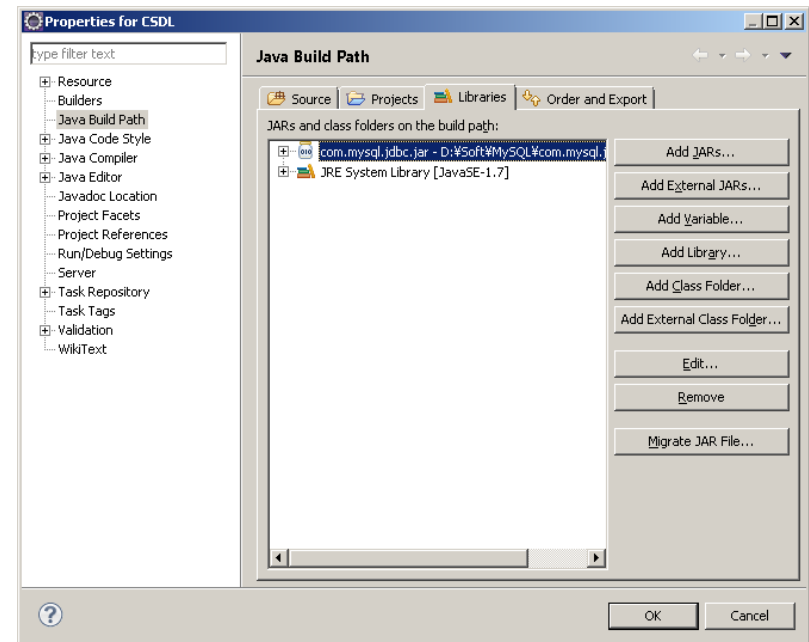 Properties for CSDL
type filter text
Resource
Builders
Java Build Path
Java Code Style
Java Compiler
Java Editor
Javadoc Location
Project Facets
Project References
Run/Debug Settings
Server
Task Repository
Task Tags
Validation
WikiText
Java Build Path
Source Projects Libraries Order and Export
JARs and class folders on the build path:
com.mysql.jdbc.jar - D:¥Soft¥MySQL¥com.mysql.j
JRE System Library [JavaSE-1.7]
Add JARs...
Add External JARs...
Add Variable...
Add Library...
Add Class Folder...
Add External Class Folder...
Edit...
Remove
Migrate JAR File...
OK Cancel